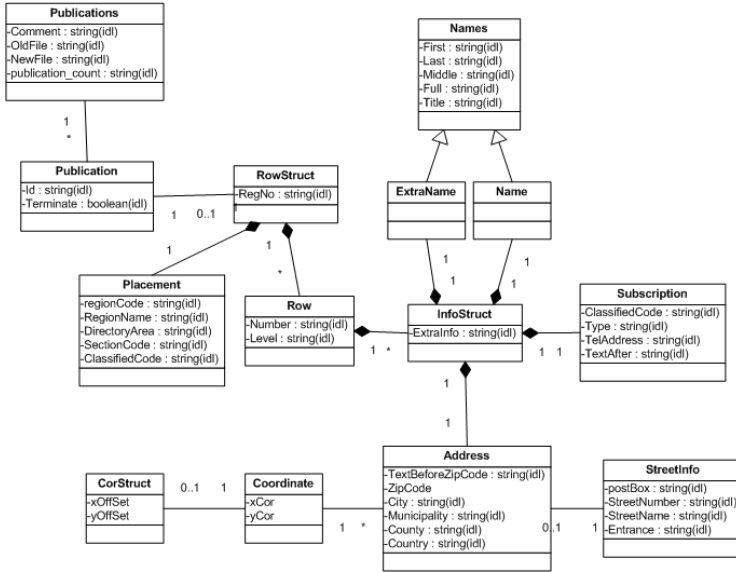 Publications
-Comment : string(idl)
-OldFile : string(idl)
-NewFile : string(idl)
-publication_count : string(idl)
1
*
Publication
-Id : string(idl)
-Terminate : boolean(idl)
1
0..1
1
RowStruct
-RegNo : string(idl)
1
1
*
Placement
-regionCode : string(idl)
-RegionName : string(idl)
-DirectoryArea : string(idl)
-SectionCode : string(idl)
-ClassifiedCode : string(idl)
Row
-Number : string(idl)
-Level : string(idl)
1
*
Names
-First : string(idl)
-Last : string(idl)
-Middle : string(idl)
-Full : string(idl)
-Title : string(idl)
ExtraName
Name
1
1
1
1
InfoStruct
-ExtraInfo : string(idl)
1
1
Subscription
-ClassifiedCode : string(idl)
-Type : string(idl)
-TelAddress : string(idl)
-TextAfter : string(idl)
1
1
Address
-TextBeforeZipCode : string(idl)
-ZipCode
-City : string(idl)
-Municipality : string(idl)
-County : string(idl)
-Country : string(idl)
CorStruct
-xOffSet
-yOffSet
0..1
1
Coordinate
-xCor
-yCor
1
*
0..1
1
StreetInfo
-postBox : string(idl)
-StreetNumber : string(idl)
-StreetName : string(idl)
-Entrance : string(idl)